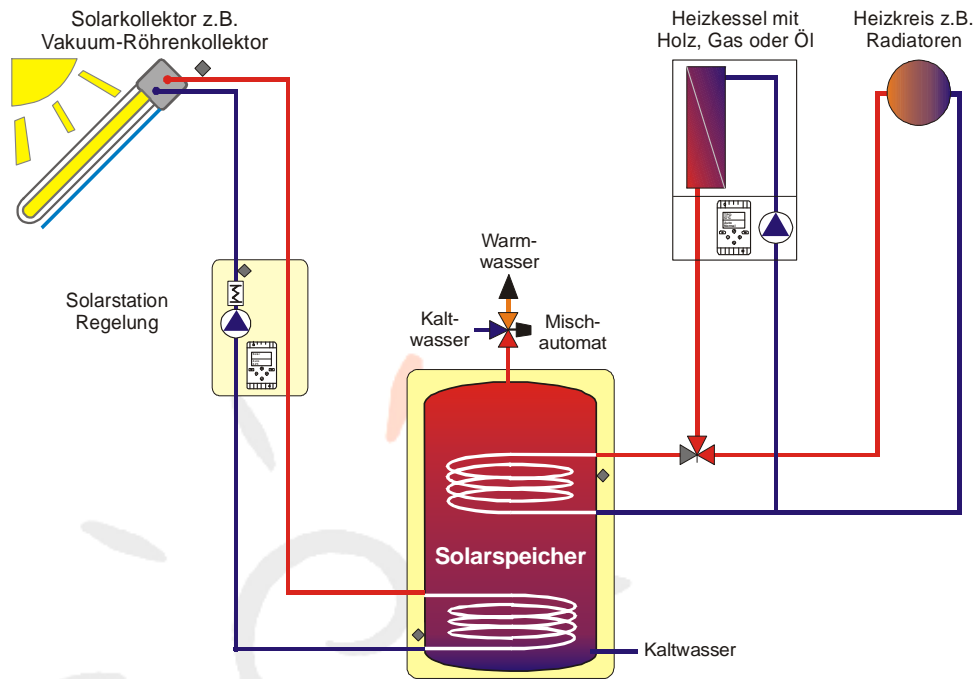 Solarkollektor z.B.
Vakuum-Röhrenkollektor
Heizkessel mit
Holz, Gas oder Öl
Heizkreis z.B.
Radiatoren
Solarstation
Regelung
Warm-
wasser
Kalt-
wasser
Misch-
automat
Solarspeicher
Kaltwasser